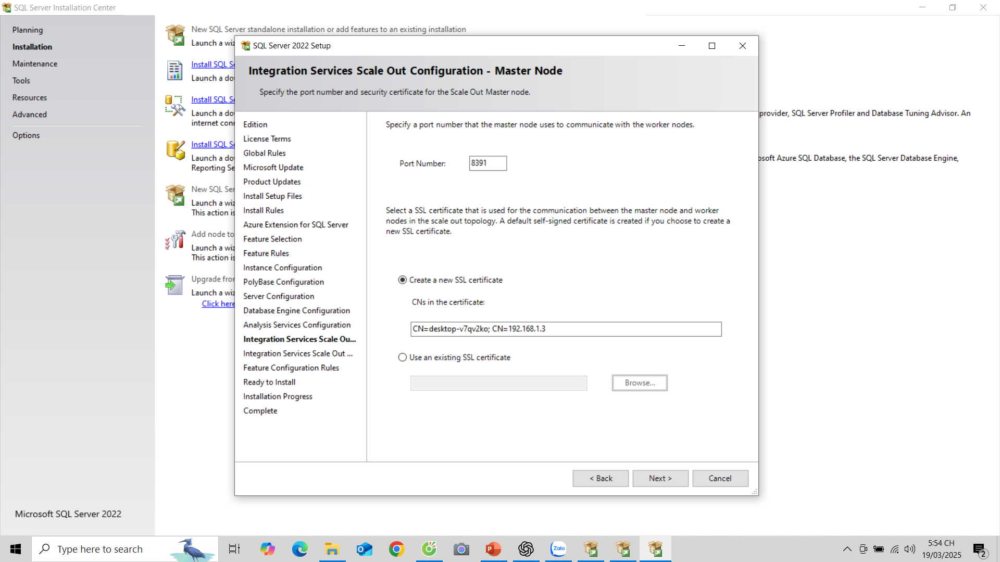 SQL Server Installation Center
Planning
Installation
Maintenance
Tools
Resources
Advanced
Options
Microsoft SQL Server 2022
New SQL Server standalone installation or add features to an existing installation
Launch a wiz
Install SQL Se
Launch a do
Install SQL Se
Launch a do
internet conn
provider, SQL Server Profiler and Database Tuning Advisor. An
Install SQL Se
Launch a do
Reporting Se
osoft Azure SQL Database, the SQL Server Database Engine,
New SQL Ser
Launch a wiz
This action is
Add node to
Launch a wiz
This action is
Upgrade fror
Launch a wiz
Click here
SQL Server 2022 Setup
Integration Services Scale Out Configuration - Master Node
Specify the port number and security certificate for the Scale Out Master node.
Edition
License Terms
Global Rules
Microsoft Update
Product Updates
Install Setup Files
Install Rules
Azure Extension for SQL Server
Feature Selection
Feature Rules
Instance Configuration
PolyBase Configuration
Server Configuration
Database Engine Configuration
Analysis Services Configuration
Integration Services Scale Ou...
Integration Services Scale Out ...
Feature Configuration Rules
Ready to Install
Installation Progress
Complete
Specify a port number that the master node uses to communicate with the worker nodes.
Port Number:
8391
Select a SSL certificate that is used for the communication between the master node and worker
nodes in the scale out topology. A default self-signed certificate is created if you choose to create a
new SSL certificate.
Create a new SSL certificate
CNs in the certificate:
CN=desktop-v7qv2ko; CN=192.168.1.3
Use an existing SSL certificate
Browse...
< Back
Next >
Cancel
Type here to search
Zalo
5:54 CH
19/03/2025
2